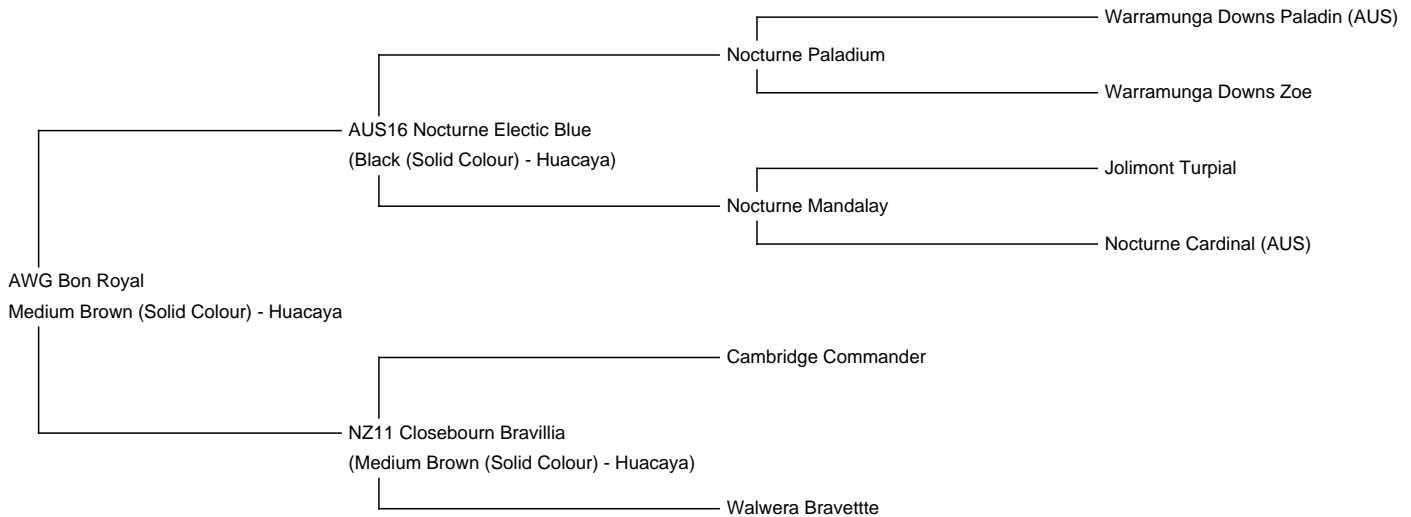 Warramunga Downs Paladin (AUS)
Nocturne Paladium
Warramunga Downs Zoe
AUS16 Nocturne Electic Blue
(Black (Solid Colour) - Huacaya)
Jolimont Turpial
Nocturne Mandalay
Nocturne Cardinal (AUS)
AWG Bon Royal
Medium Brown (Solid Colour) - Huacaya
Cambridge Commander
NZ11 Closebourn Bravillia
(Medium Brown (Solid Colour) - Huacaya)
Walwera Bravettte